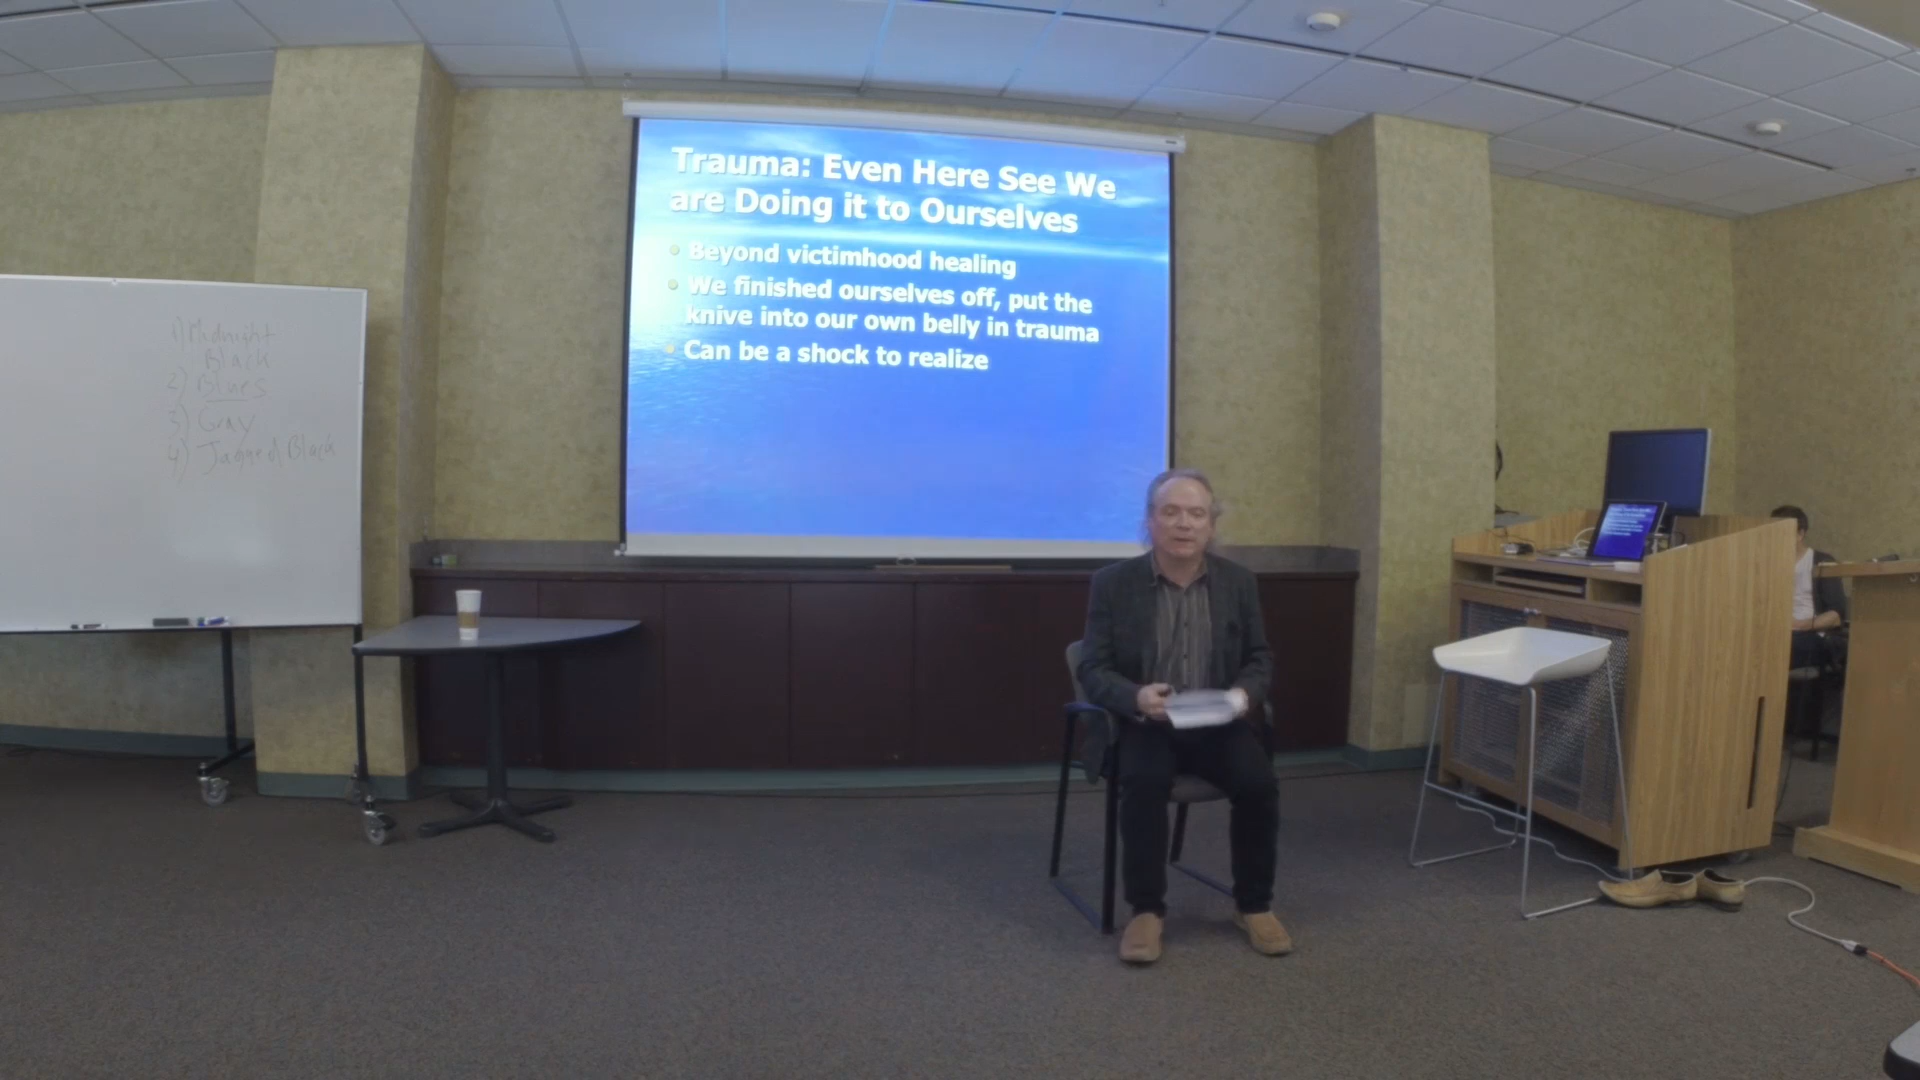 Trauma: Even Here See We
are Doing it to Ourselves
• Beyond victimhood healing
• We finished ourselves off, put the
knive into our own belly in trauma
• Can be a shock to realize
1) Midnight
Black
2) Blues
3) Gray
4) Jagged Black